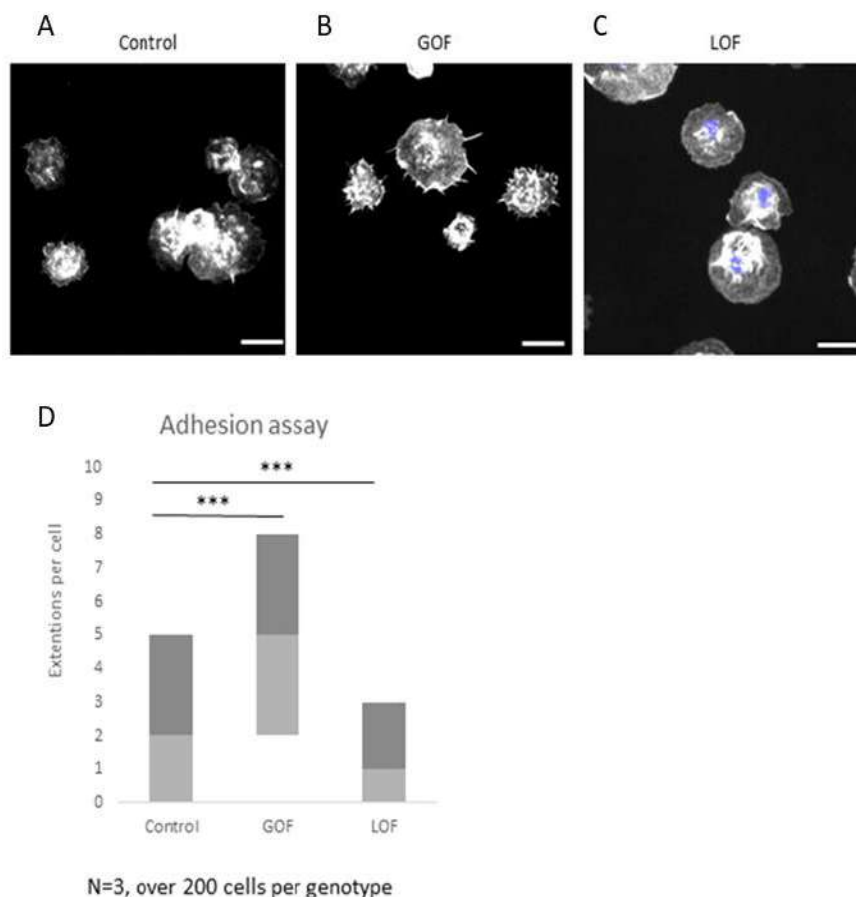 A
Control
B
GOF
C
LOF
D
Adhesion assay
***
***
Extentions per cell
10
9
8
7
6
5
4
3
2
1
0
Control
GOF
LOF
N=3, over 200 cells per genotype